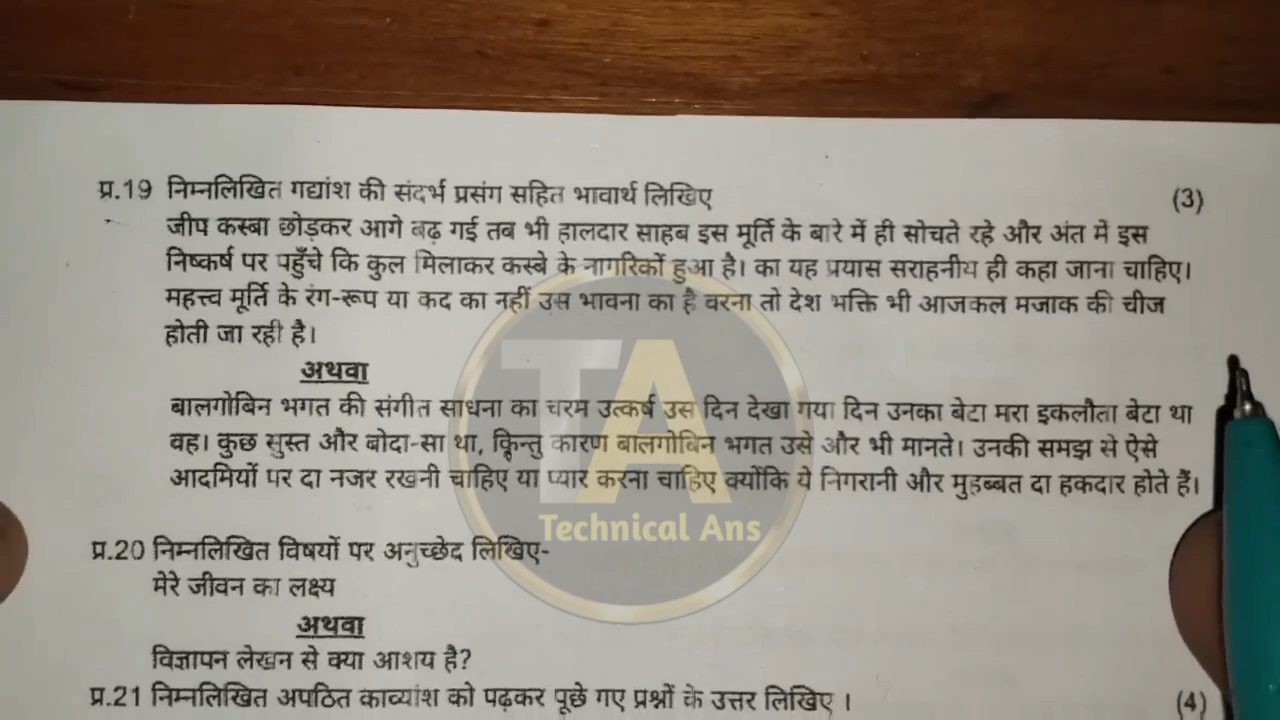 प्र.19 निम्नलिखित गद्यांश की संदर्भ प्रसंग सहित भावार्थ लिखिए (3)
जीप कस्बा छोड़कर आगे बढ़ गई तब भी हालदार साहब इस मूर्ति के बारे में ही सोचते रहे और अंत में इस
निष्कर्ष पर पहुँचे कि कुल मिलाकर कस्बे के नागरिकों हुआ है। का यह प्रयास सराहनीय ही कहा जाना चाहिए।
महत्त्व मूर्ति के रंग-रूप या कद का नहीं उस भावना का है वरना तो देश भक्ति भी आजकल मजाक की चीज
होती जा रही है।
अथवा
बालगोबिन भगत की संगीत साधना का चरम उत्कर्ष उस दिन देखा गया दिन उनका बेटा मरा इकलौता बेटा था
वह। कुछ सुस्त और बोदा-सा था, किन्तु कारण बालगोबिन भगत उसे और भी मानते। उनकी समझ से ऐसे
आदमियों पर दा नजर रखनी चाहिए या प्यार करना चाहिए क्योंकि ये निगरानी और मुहब्बत दा हकदार होते हैं।
TA
Technical Ans
प्र.20 निम्नलिखित विषयों पर अनुच्छेद लिखिए-
मेरे जीवन का लक्ष्य
अथवा
विज्ञापन लेखन से क्या आशय है?
प्र.21 निम्नलिखित अपठित काव्यांश को पढ़कर पूछे गए प्रश्नों के उत्तर लिखिए । (4)